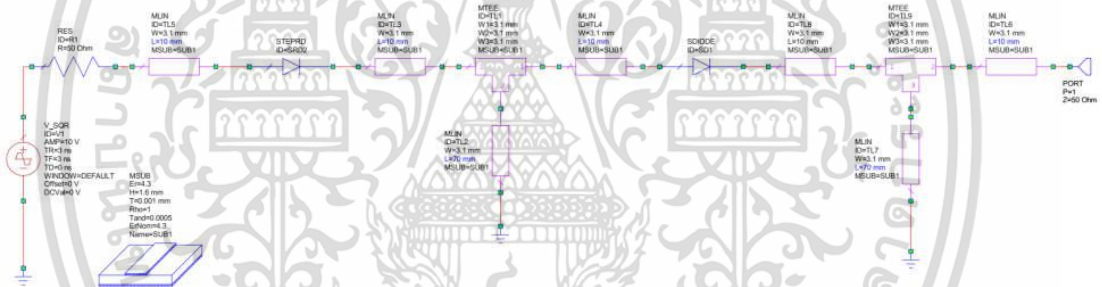 RES
ID=R1
R=50 Ohm
MLIN
ID=TL5
W=3.1 mm
L=10 mm
MSUB=SUB1
STEPRD
ID=SRD2
MLIN
ID=TL3
W=3.1 mm
L=10 mm
MSUB=SUB1
MTEE
ID=TL1
W1=3.1 mm
W2=3.1 mm
W3=3.1 mm
MSUB=SUB1
MLIN
ID=TL4
W=3.1 mm
L=10 mm
MSUB=SUB1
SDIODE
ID=SD1
MLIN
ID=TL8
W=3.1 mm
L=10 mm
MSUB=SUB1
MTEE
ID=TL9
W1=3.1 mm
W2=3.1 mm
W3=3.1 mm
MSUB=SUB1
MLIN
ID=TL6
W=3.1 mm
L=10 mm
MSUB=SUB1
PORT
P=1
Z=50 Ohm
3
3
V_SQR
ID=V1
AMP=10 V
TR=3 ns
TF=3 ns
TD=0 ns
WINDOW=DEFAULT
Offset=0 V
DCVal=0 V
MLIN
ID=TL2
W=3.1 mm
L=70 mm
MSUB=SUB1
MLIN
ID=TL7
W=3.1 mm
L=70 mm
MSUB=SUB1
MSUB
Er=4.3
H=1.6 mm
T=0.001 mm
Rho=1
Tand=0.0005
ErNom=4.3
Name=SUB1